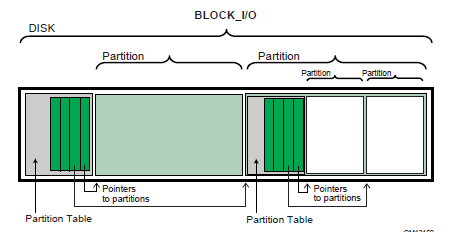 BLOCK_I/O
DISK
Partition
Partition
Partition
Partition
Pointers
to partitions
Pointers
to partitions
Partition Table
Partition Table